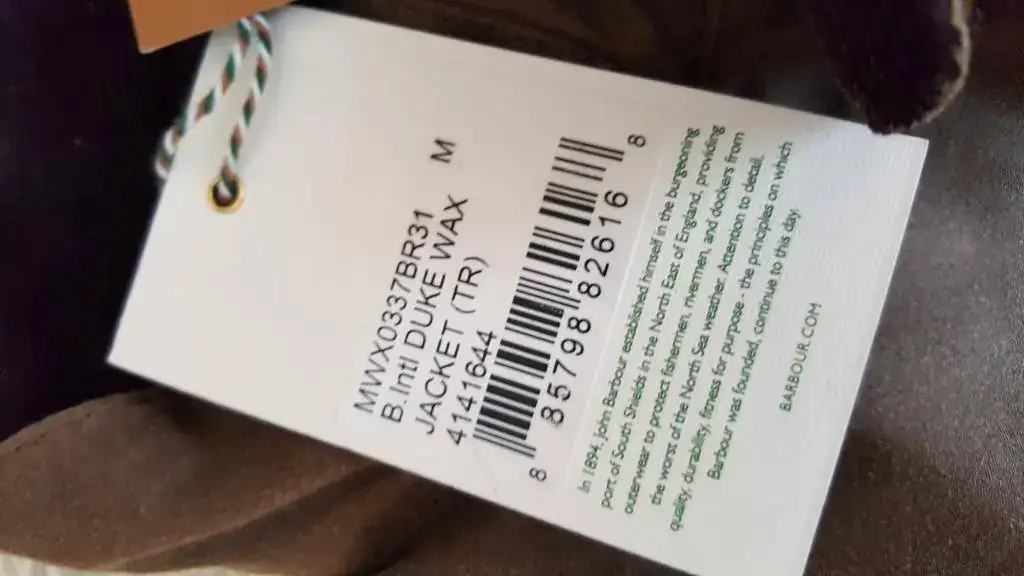 MWX0337BR31
B.Intl DUKE WAX M
JACKET (TR)
4141644
8 85798 82616 8
In 1894, John Barbour established himself in the burgeoning
port of South Shields in the North East of England, providing
outerwear to protect fishermen, rivermen, and dockers from
the worst of the North Sea weather. Attention to detail,
quality, durability, fitness for purpose - the principles on which
Barbour was founded, continue to this day.
BARBOUR.COM